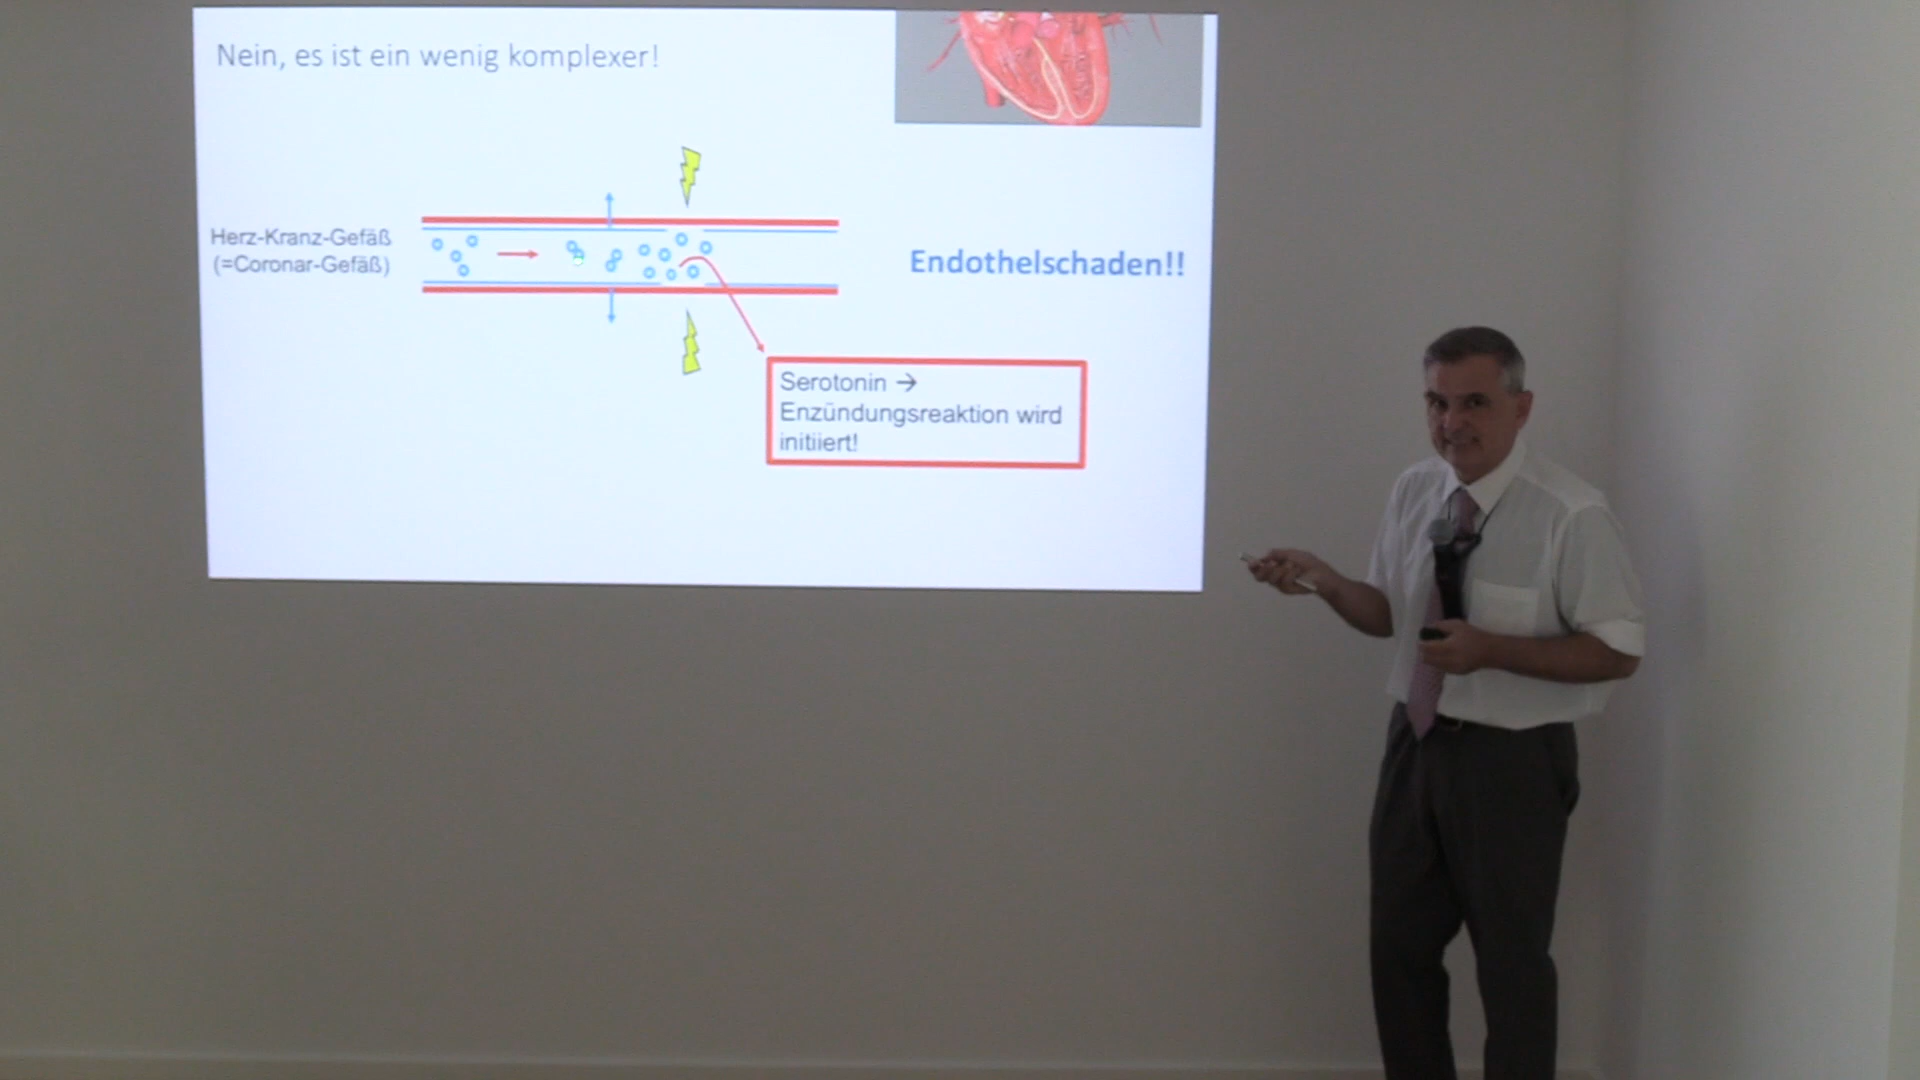 Nein, es ist ein wenig komplexer!
Herz-Kranz-Gefäß
(=Coronar-Gefäß)
Endothelschaden!!
Serotonin →
Enzündungsreaktion wird
initiiert!